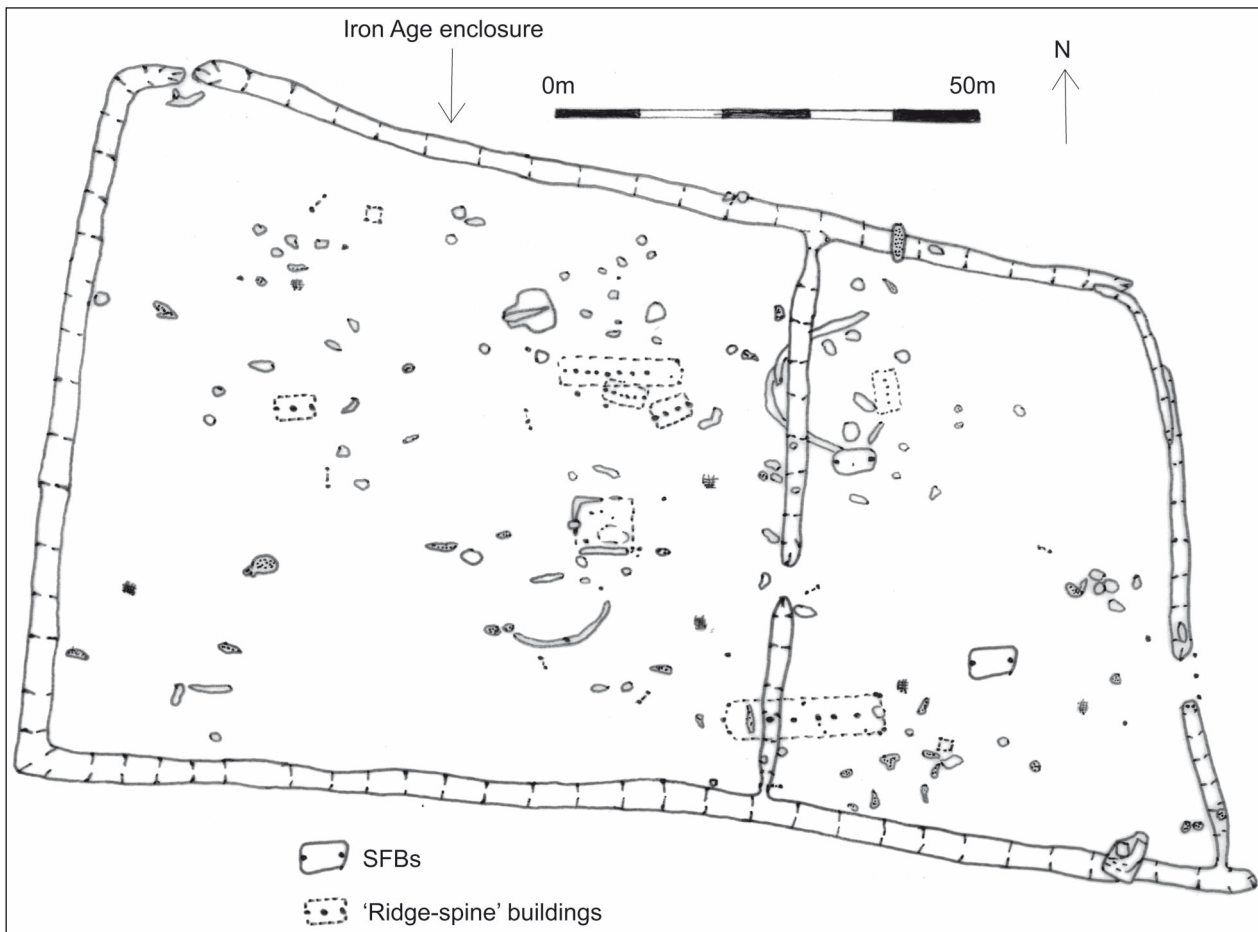 Iron Age enclosure
N
0m
50m
SFBs
'Ridge-spine' buildings